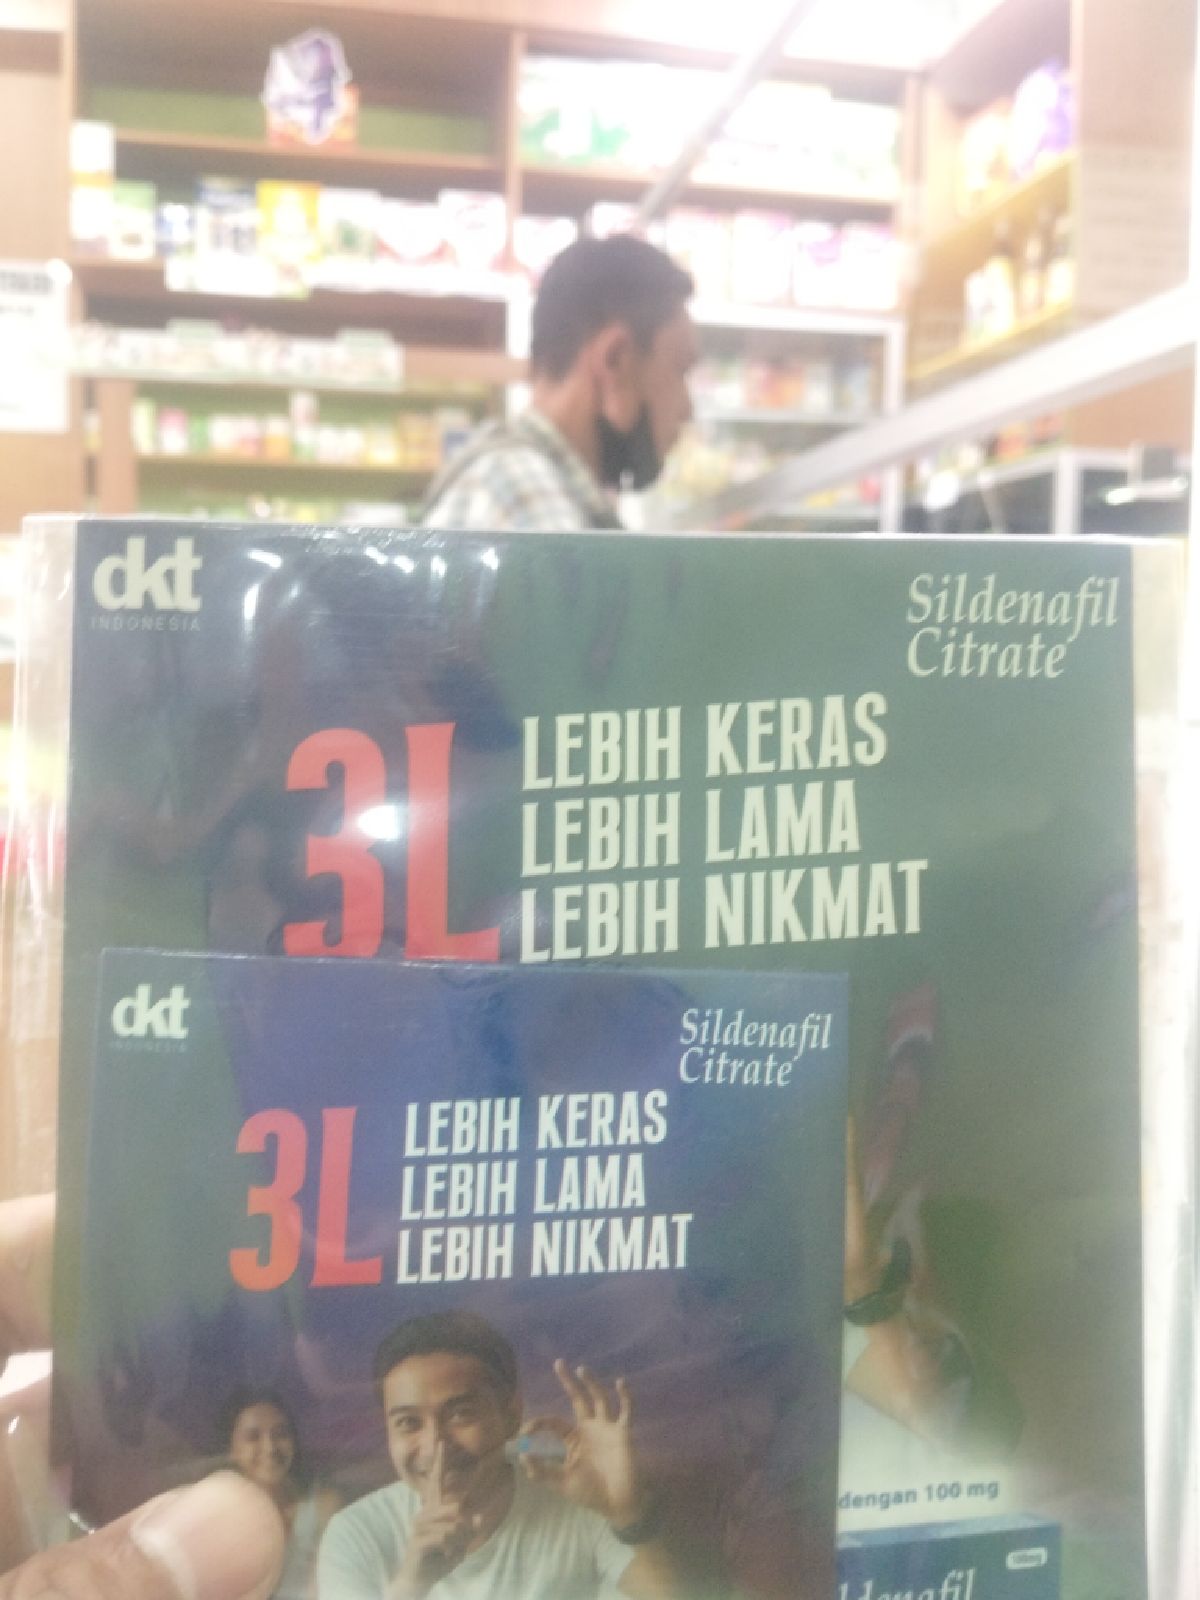 dkt
INDONESIA
Sildenafil
Citrate
3L
LEBIH KERAS
LEBIH LAMA
LEBIH NIKMAT
dkt
INDONESIA
Sildenafil
Citrate
3L
LEBIH KERAS
LEBIH LAMA
LEBIH NIKMAT
dengan 100 mg
100mg